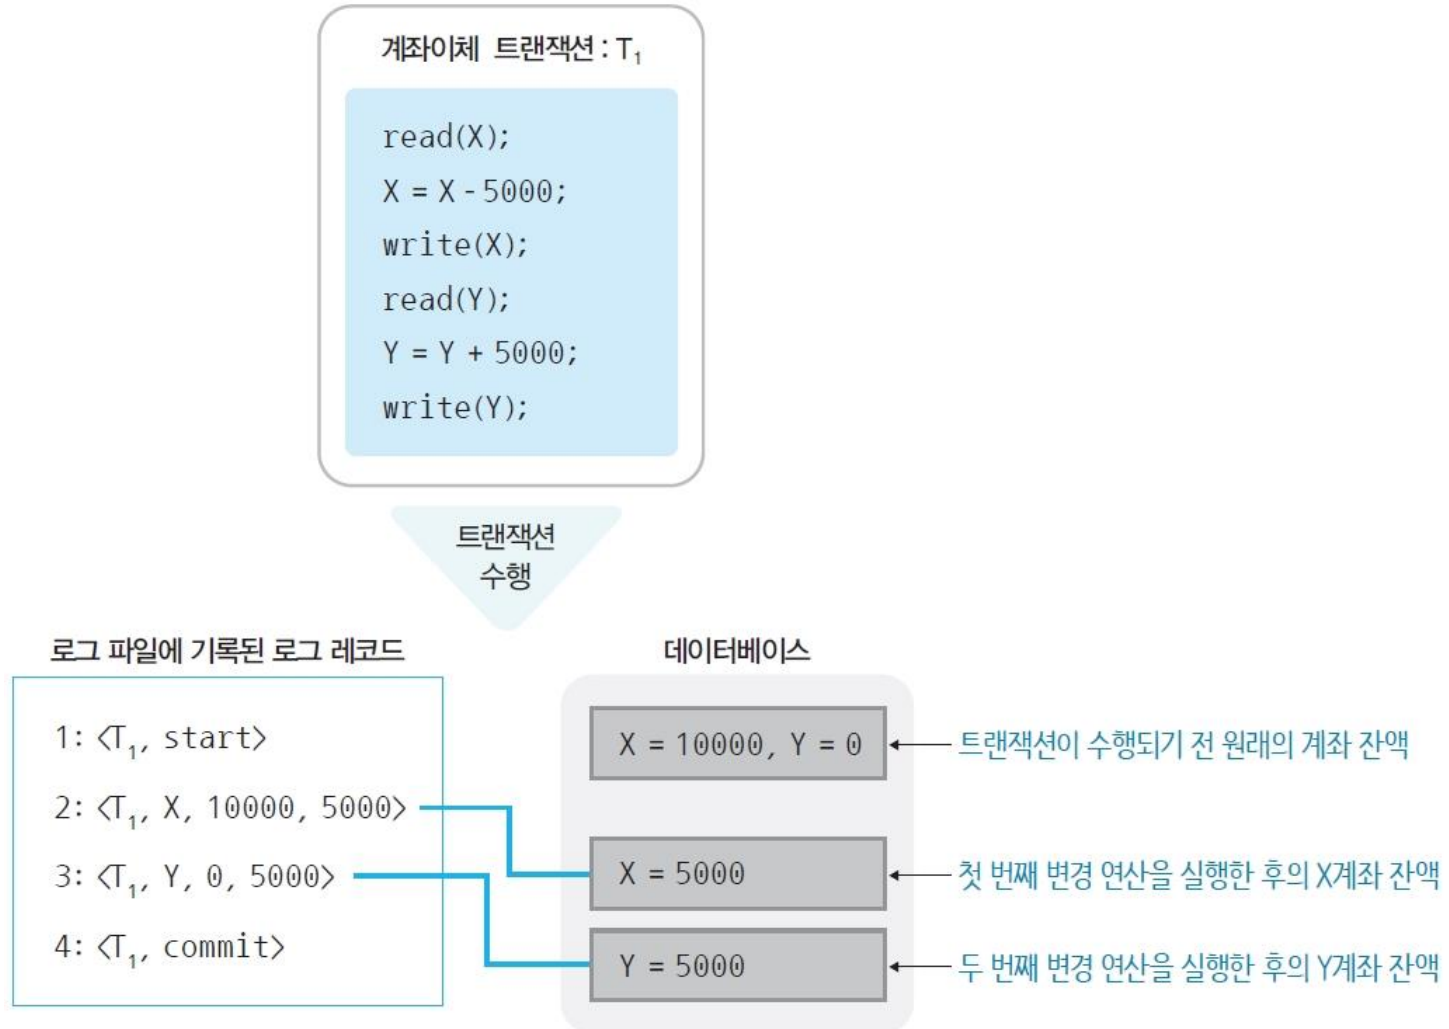 계좌이체 트랜잭션 : T₁
read(X);
X = X - 5000;
write(X);
read(Y);
Y = Y + 5000;
write(Y);
트랜잭션
수행
로그 파일에 기록된 로그 레코드
1: <T₁, start>
2: <T₁, X, 10000, 5000>
3: <T₁, Y, 0, 5000>
4: <T₁, commit>
데이터베이스
X = 10000, Y = 0
트랜잭션이 수행되기 전 원래의 계좌 잔액
X = 5000
첫 번째 변경 연산을 실행한 후의 X계좌 잔액
Y = 5000
두 번째 변경 연산을 실행한 후의 Y계좌 잔액